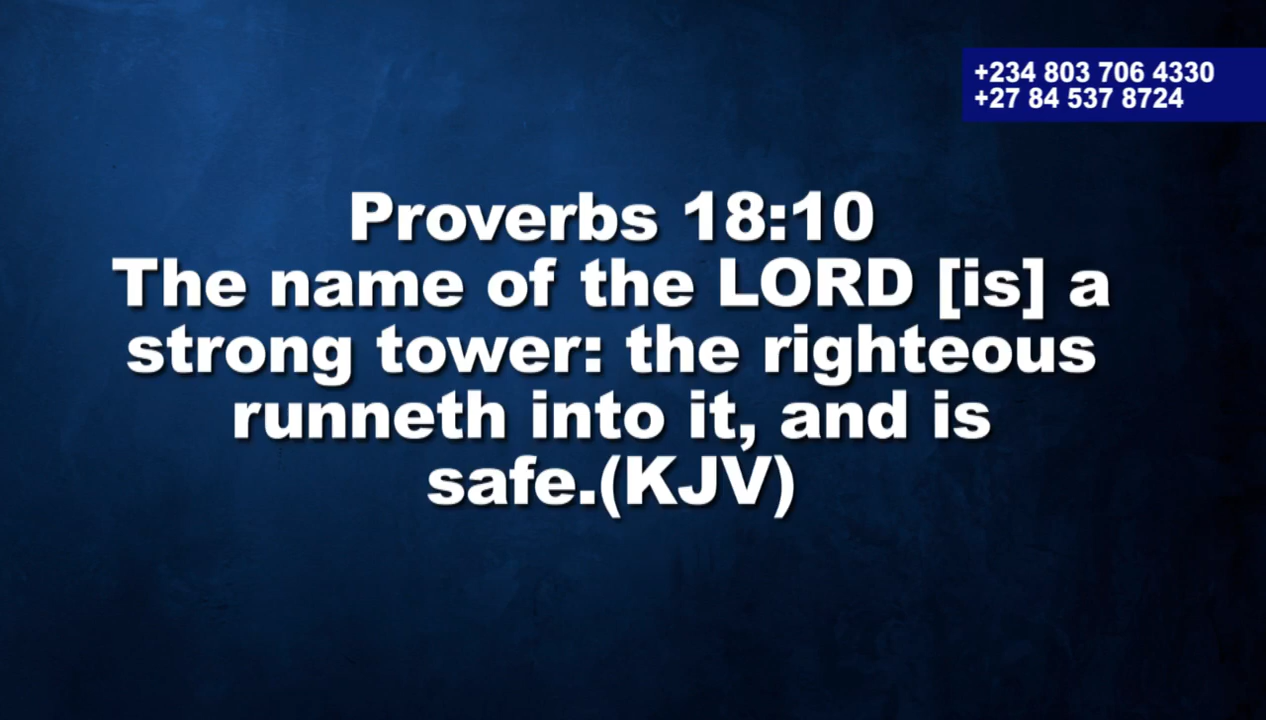 +234 803 706 4330
+27 84 537 8724
Proverbs 18:10
The name of the LORD [is] a
strong tower: the righteous
runneth into it, and is
safe.(KJV)